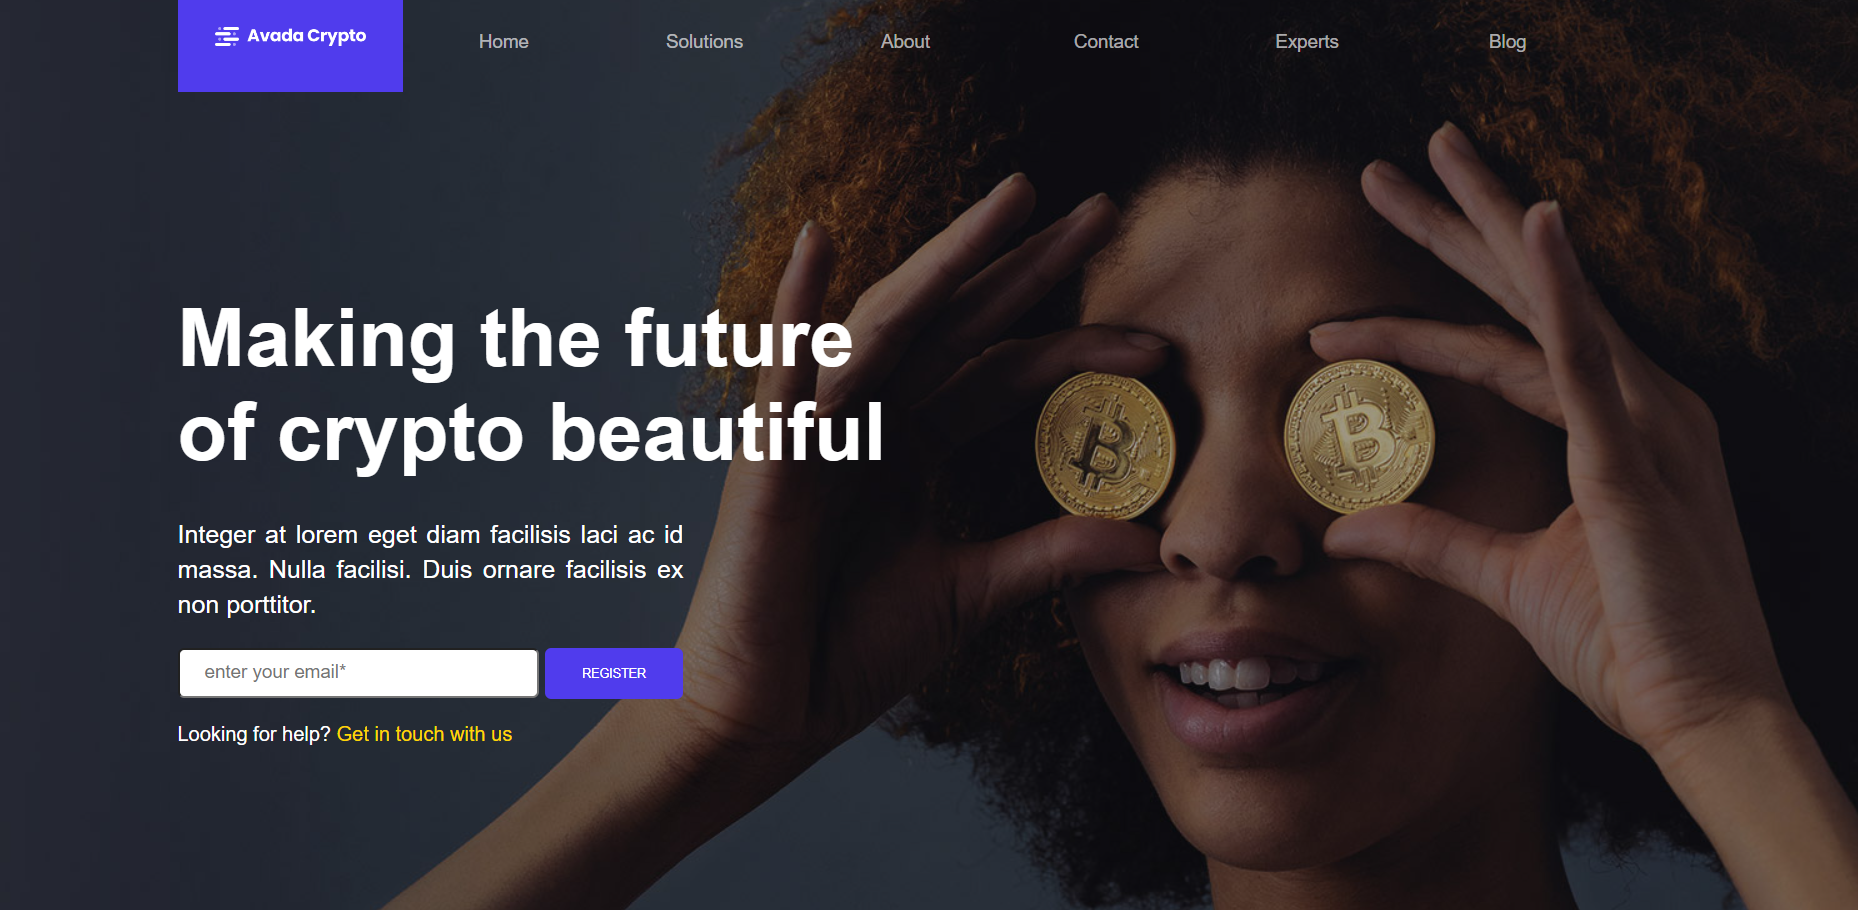 Avada Crypto
Home
Solutions
About
Contact
Experts
Blog
Making the future
of crypto beautiful
Integer at lorem eget diam facilisis laci ac id
massa. Nulla facilisi. Duis ornare facilisis ex
non porttitor.
enter your email*
REGISTER
Looking for help? Get in touch with us